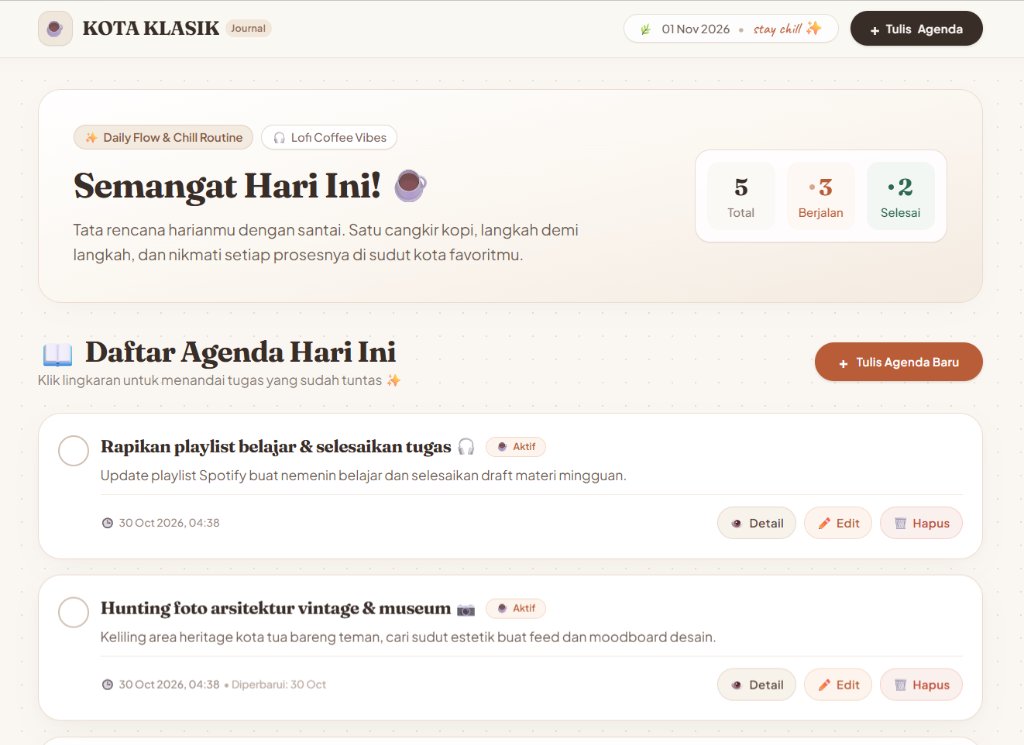 KOTA KLASIK Journal
01 Nov 2026 • stay chill ✨
+ Tulis Agenda
✨ Daily Flow & Chill Routine
🎧 Lofi Coffee Vibes
Semangat Hari Ini! ☕
Tata rencana harianmu dengan santai. Satu cangkir kopi, langkah demi
langkah, dan nikmati setiap prosesnya di sudut kota favoritmu.
5
Total
•3
Berjalan
•2
Selesai
📖 Daftar Agenda Hari Ini
Klik lingkaran untuk menandai tugas yang sudah tuntas ✨
+ Tulis Agenda Baru
Rapikan playlist belajar & selesaikan tugas 🎧 Aktif
Update playlist Spotify buat nemenin belajar dan selesaikan draft materi mingguan.
30 Oct 2026, 04:38
Detail
Edit
Hapus
Hunting foto arsitektur vintage & museum 📷 Aktif
Keliling area heritage kota tua bareng teman, cari sudut estetik buat feed dan moodboard desain.
30 Oct 2026, 04:38 • Diperbarui: 30 Oct
Detail
Edit
Hapus